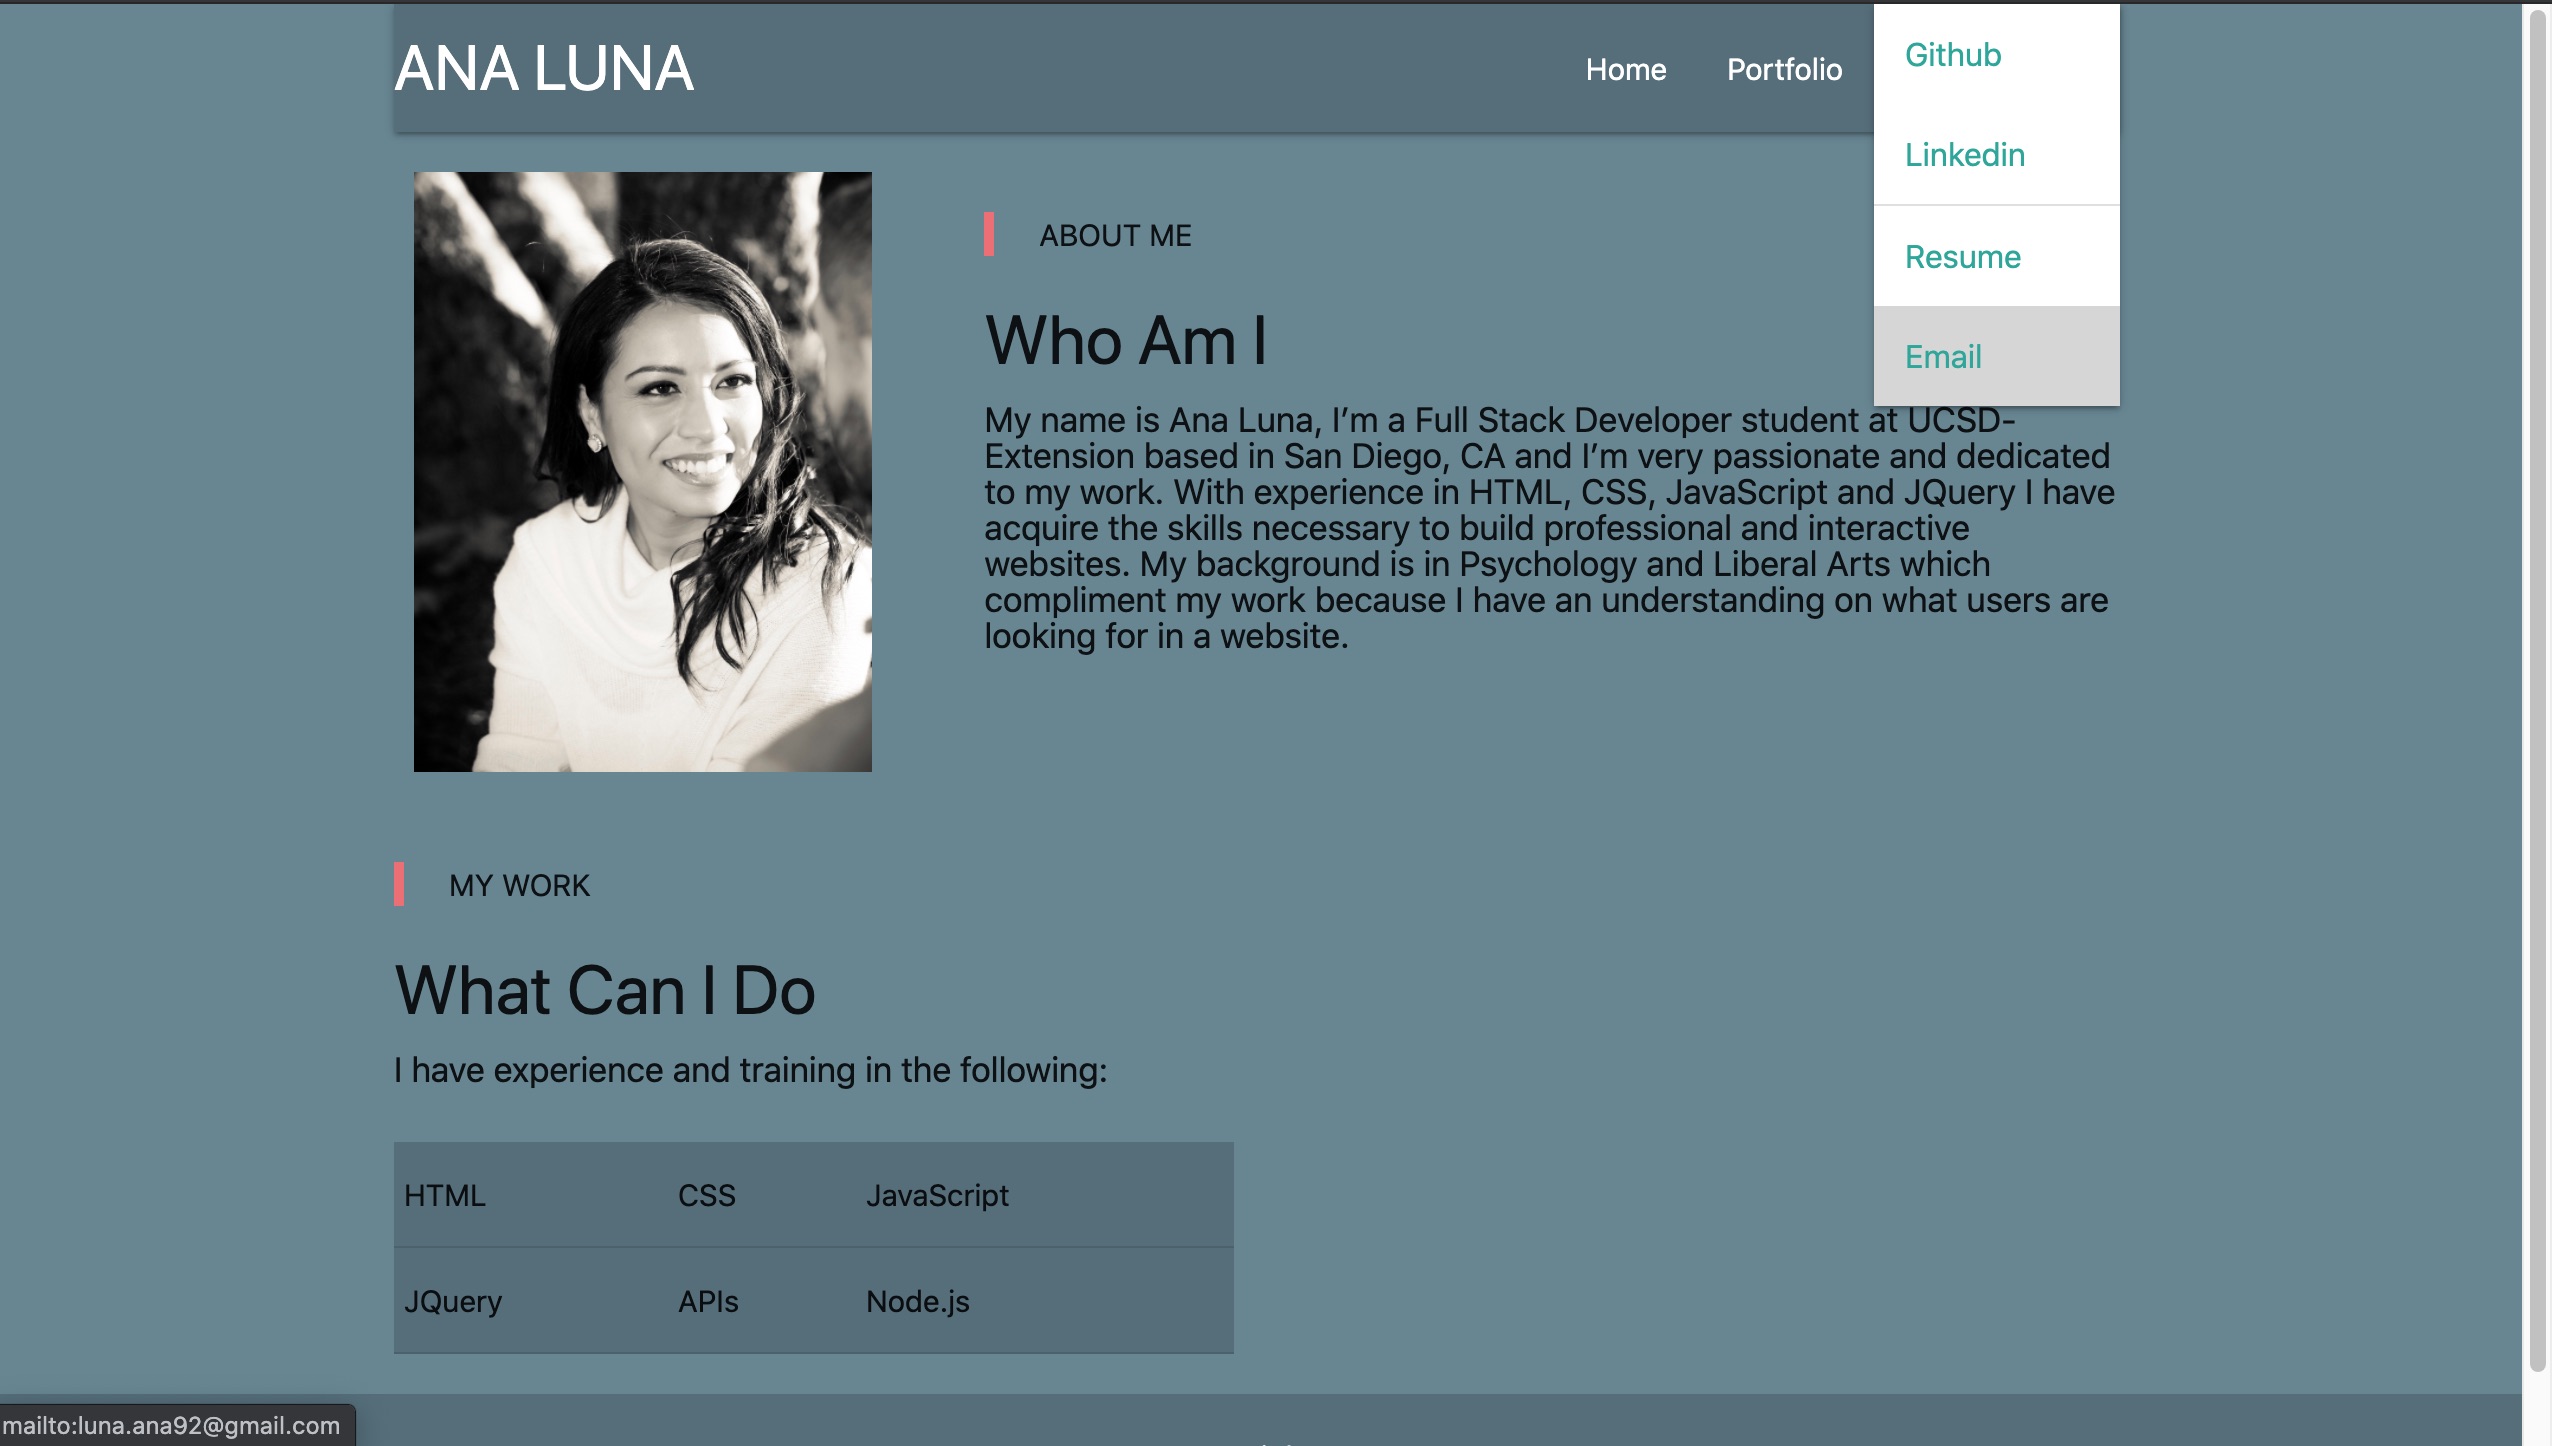 ANA LUNA
Home
Portfolio
Github
Linkedin
Resume
Email
ABOUT ME
Who Am I
My name is Ana Luna, I’m a Full Stack Developer student at UCSD-
Extension based in San Diego, CA and I’m very passionate and dedicated
to my work. With experience in HTML, CSS, JavaScript and JQuery I have
acquire the skills necessary to build professional and interactive
websites. My background is in Psychology and Liberal Arts which
compliment my work because I have an understanding on what users are
looking for in a website.
MY WORK
What Can I Do
I have experience and training in the following:
HTML CSS JavaScript
JQuery APIs Node.js
mailto:luna.ana92@gmail.com